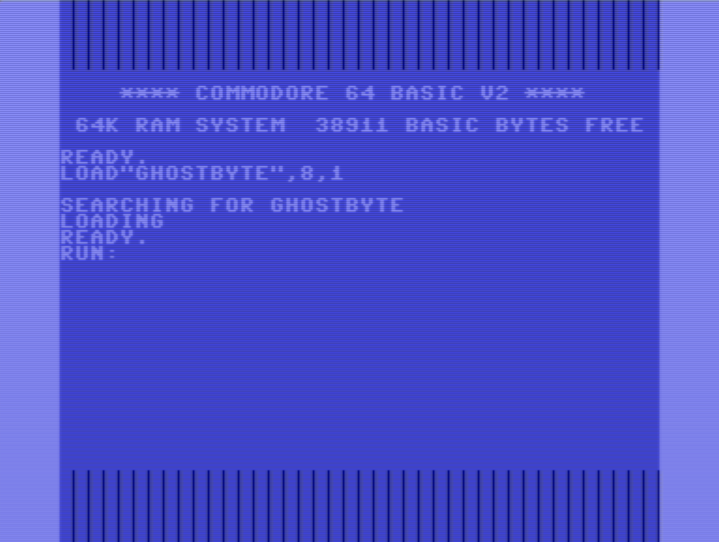 **** COMMODORE 64 BASIC V2 ****
64K RAM SYSTEM  38911 BASIC BYTES FREE
READY.
LOAD"GHOSTBYTE",8,1
SEARCHING FOR GHOSTBYTE
LOADING
READY.
RUN: